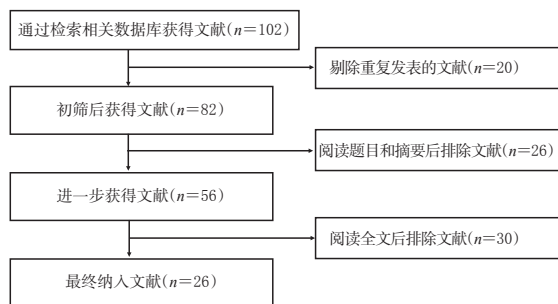 通过检索相关数据库获得文献(n=102)
剔除重复发表的文献(n=20)
初筛后获得文献(n=82)
阅读题目和摘要后排除文献(n=26)
进一步获得文献(n=56)
阅读全文后排除文献(n=30)
最终纳入文献(n=26)